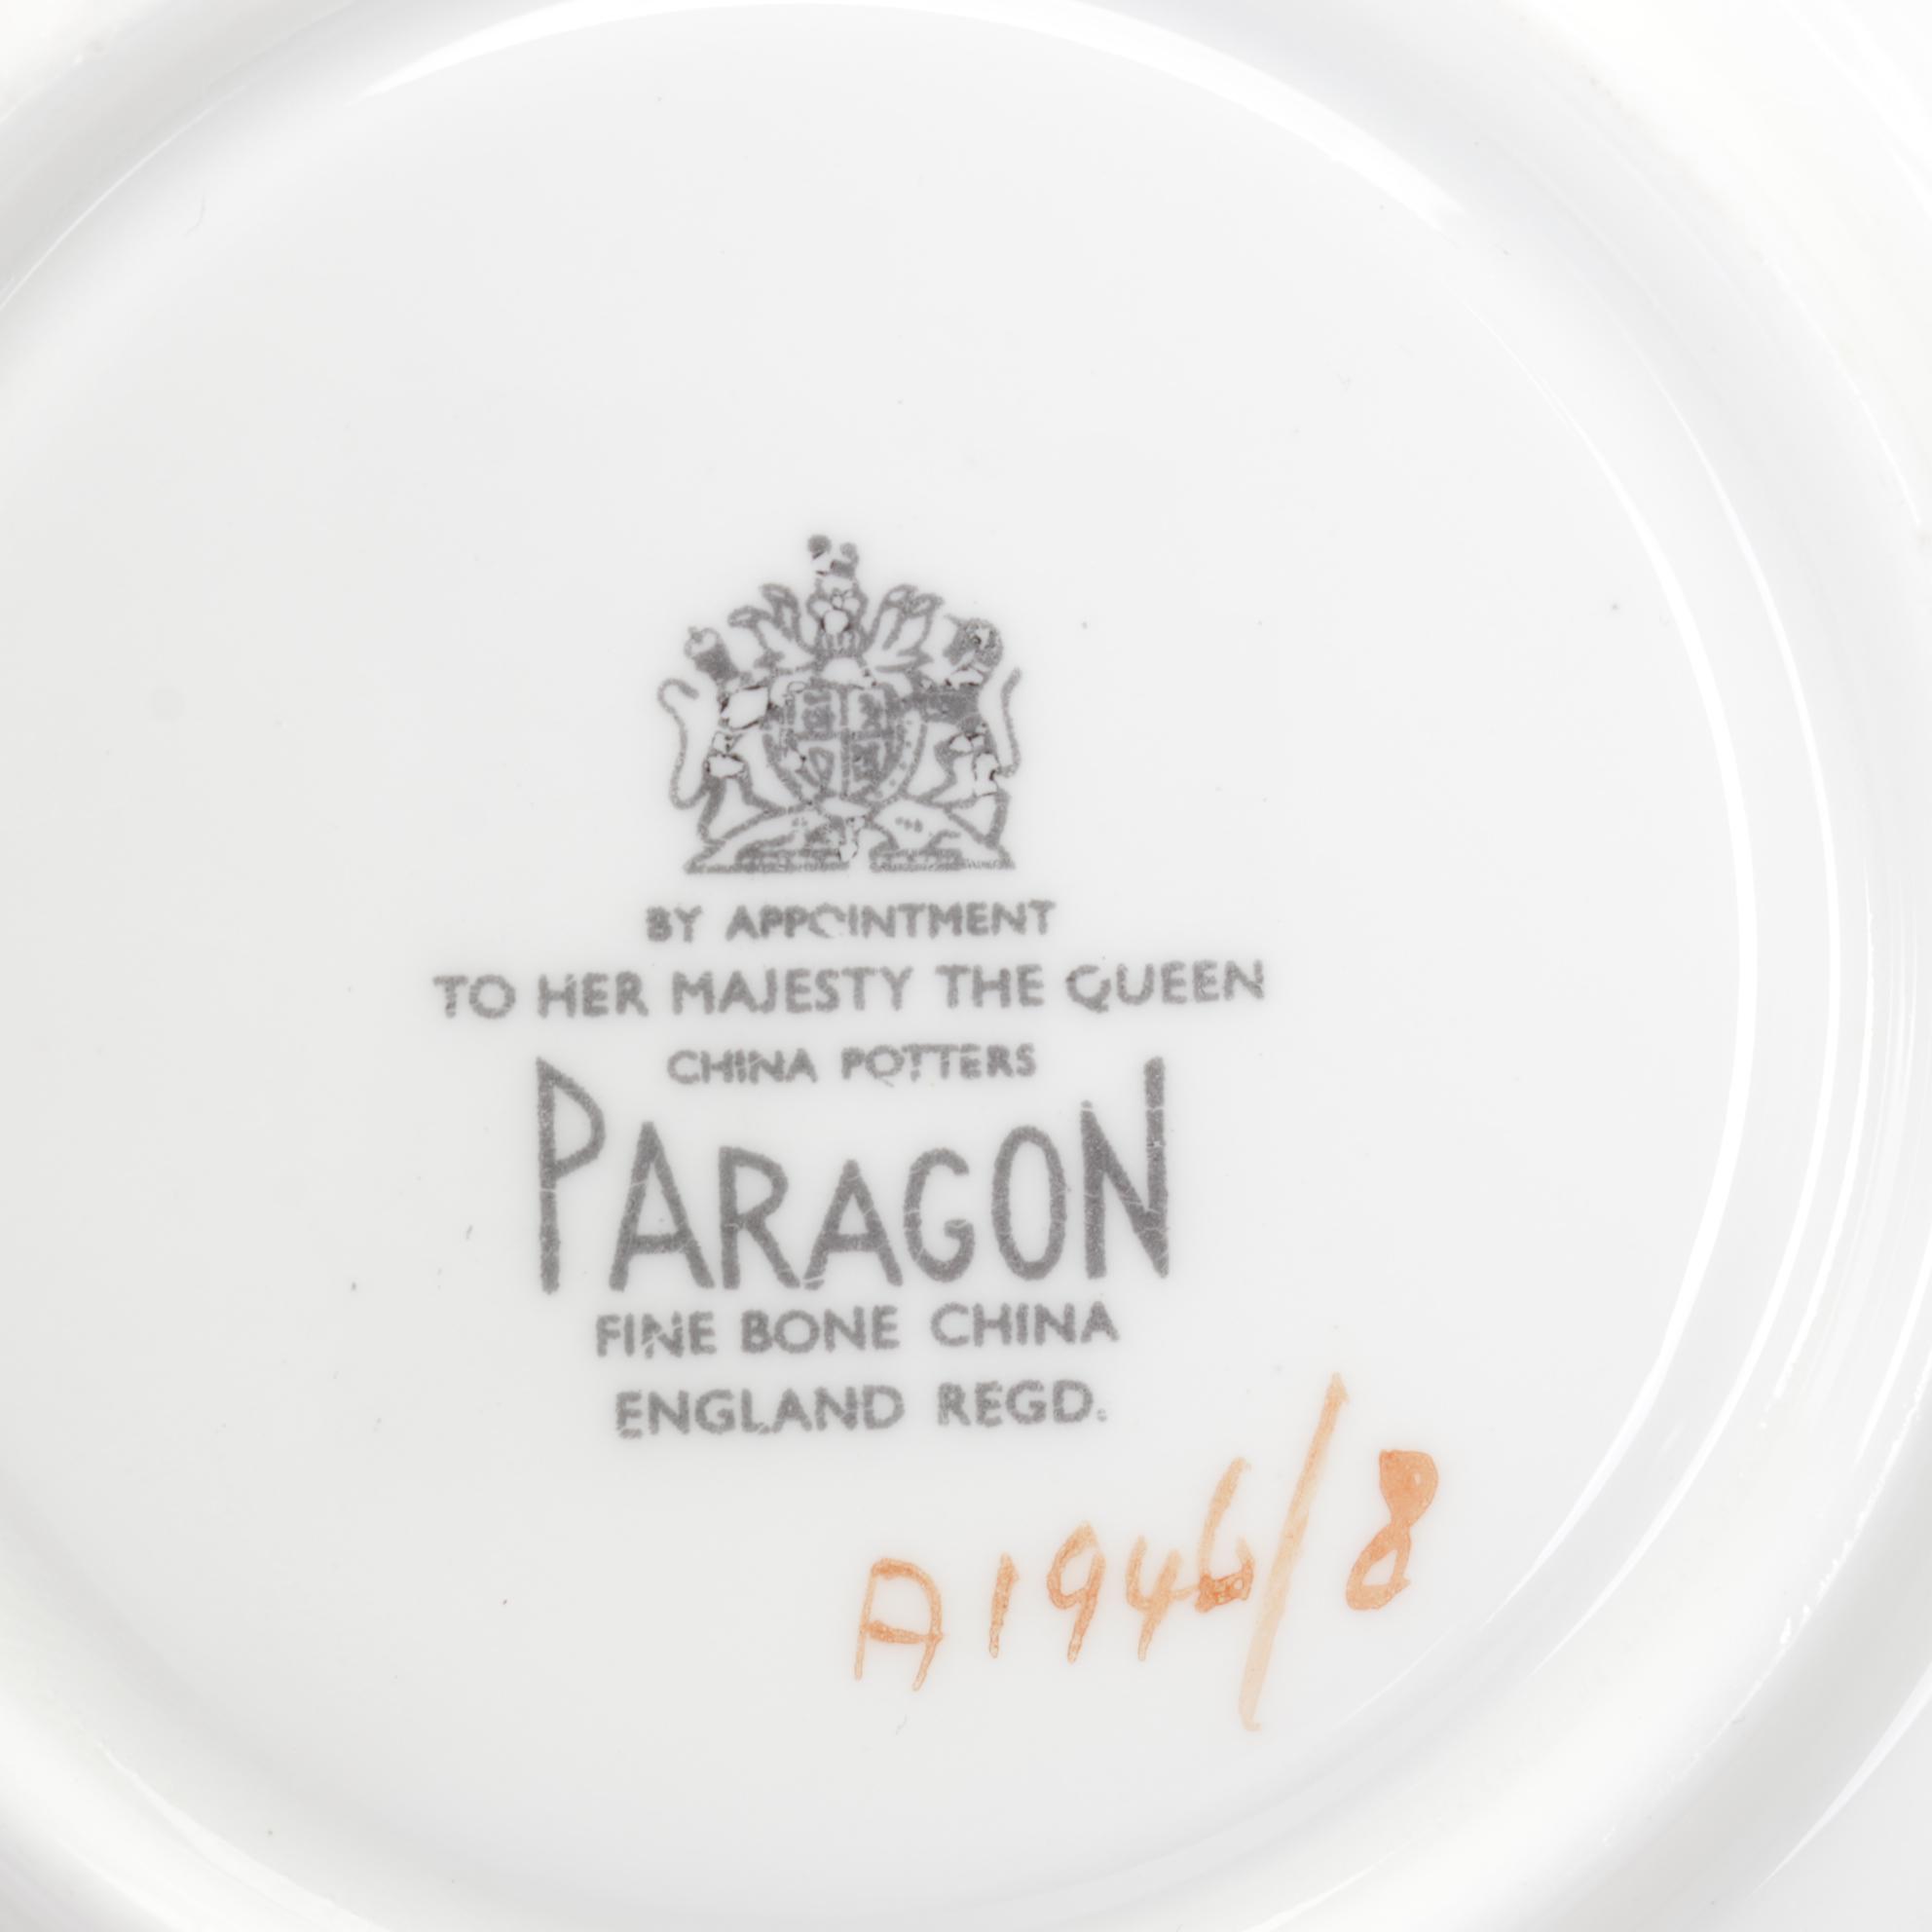 BY APPOINTMENT
TO HER MAJESTY THE QUEEN
CHINA POTTERS
PARAGON
FINE BONE CHINA
ENGLAND REGD.
A1946/8